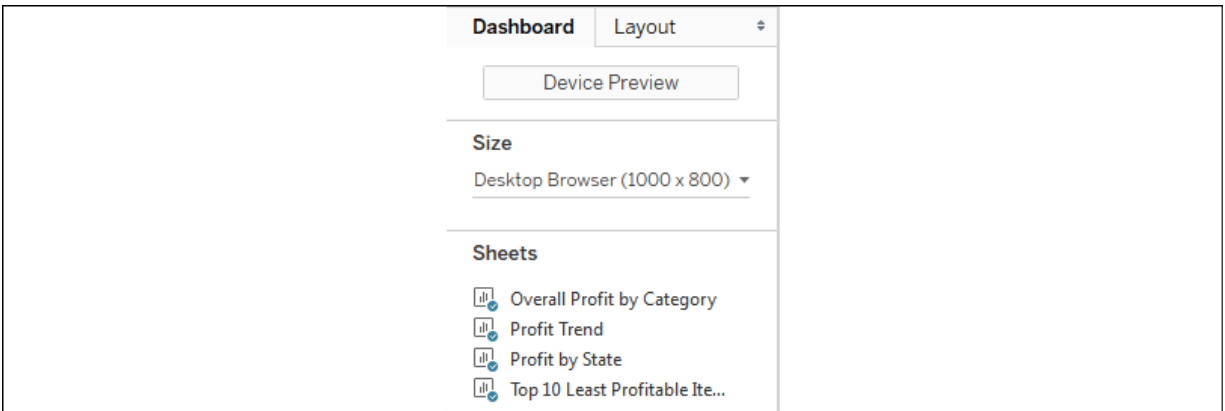 Dashboard Layout
Device Preview
Size
Desktop Browser (1000 x 800)
Sheets
Overall Profit by Category
Profit Trend
Profit by State
Top 10 Least Profitable Ite...